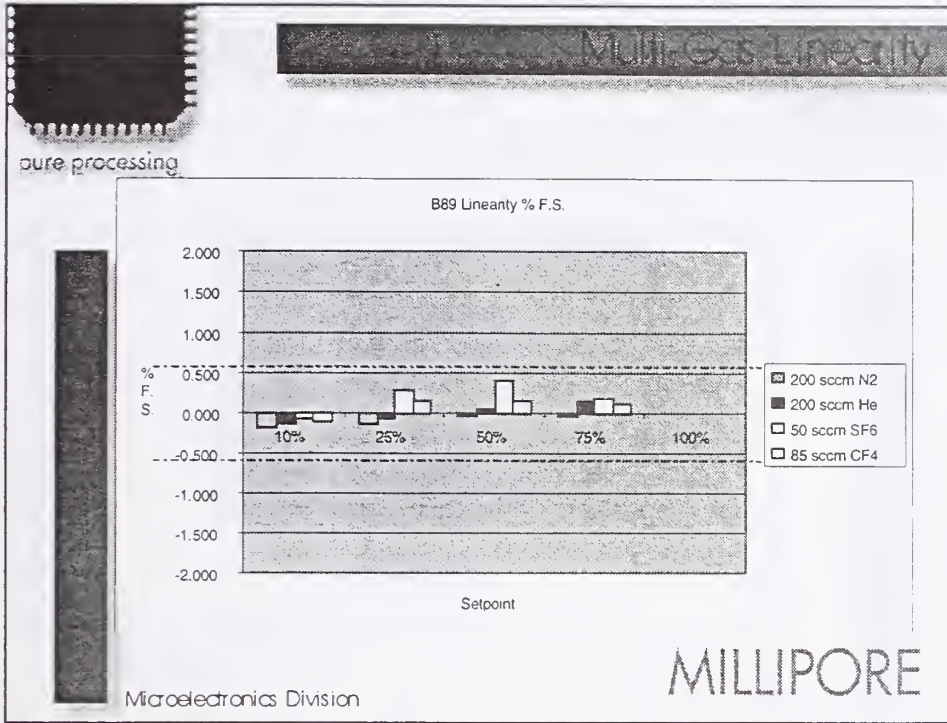 Multi-Gas Linearity
pure processing
B89 Linearity % F.S.
2.000
1.500
1.000
0.500
0.000
-0.500
-1.000
-1.500
-2.000
%
F.
S.
10%
25%
50%
75%
100%
200 sccm N2
200 sccm He
50 sccm SF6
85 sccm CF4
Setpoint
MILLIPORE
Microelectronics Division